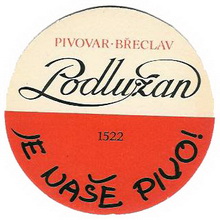 PIVOVAR·BŘECLAV
Podlužan
1522
JE NAŠE PIVO!